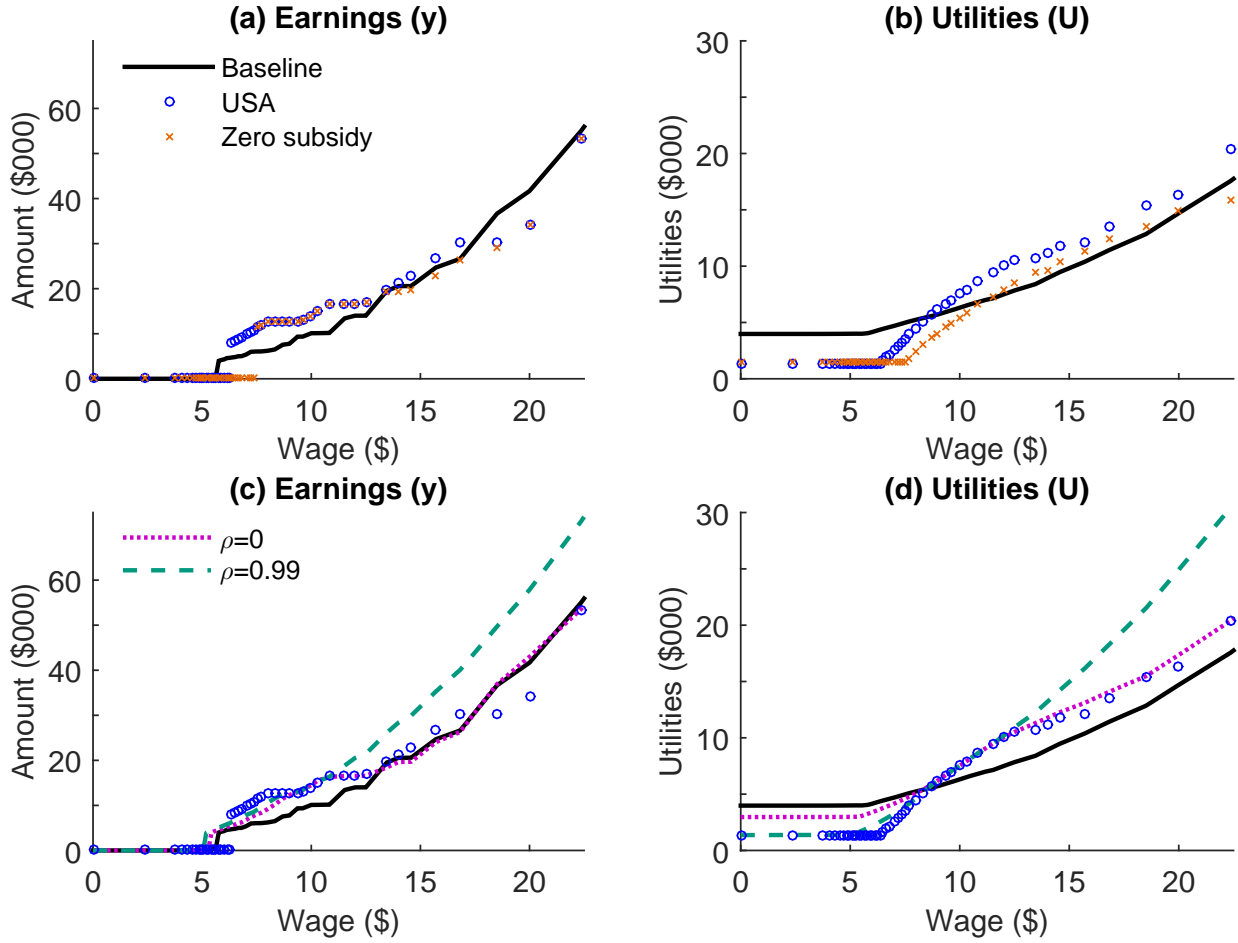 (a) Earnings (y)
Amount ($000)
60
40
20
0
Baseline
USA
Zero subsidy
0 5 10 15 20
Wage ($)
(b) Utilities (U)
Utilities ($000)
30
20
10
0
0 5 10 15 20
Wage ($)
(c) Earnings (y)
Amount ($000)
60
40
20
0
ρ=0
ρ=0.99
0 5 10 15 20
Wage ($)
(d) Utilities (U)
Utilities ($000)
30
20
10
0
0 5 10 15 20
Wage ($)